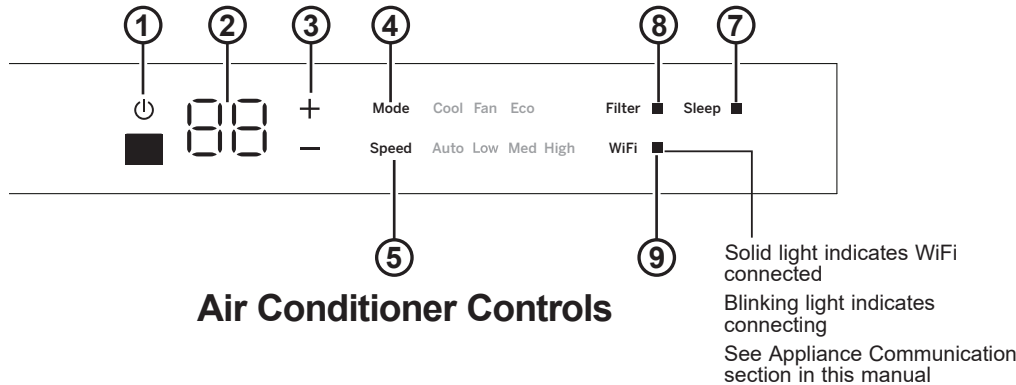 1 2 3 4 8 7
88 + Mode Cool Fan Eco Filter Sleep
− Speed Auto Low Med High WiFi
5 9
Solid light indicates WiFi
connected
Blinking light indicates
connecting
See Appliance Communication
section in this manual
Air Conditioner Controls